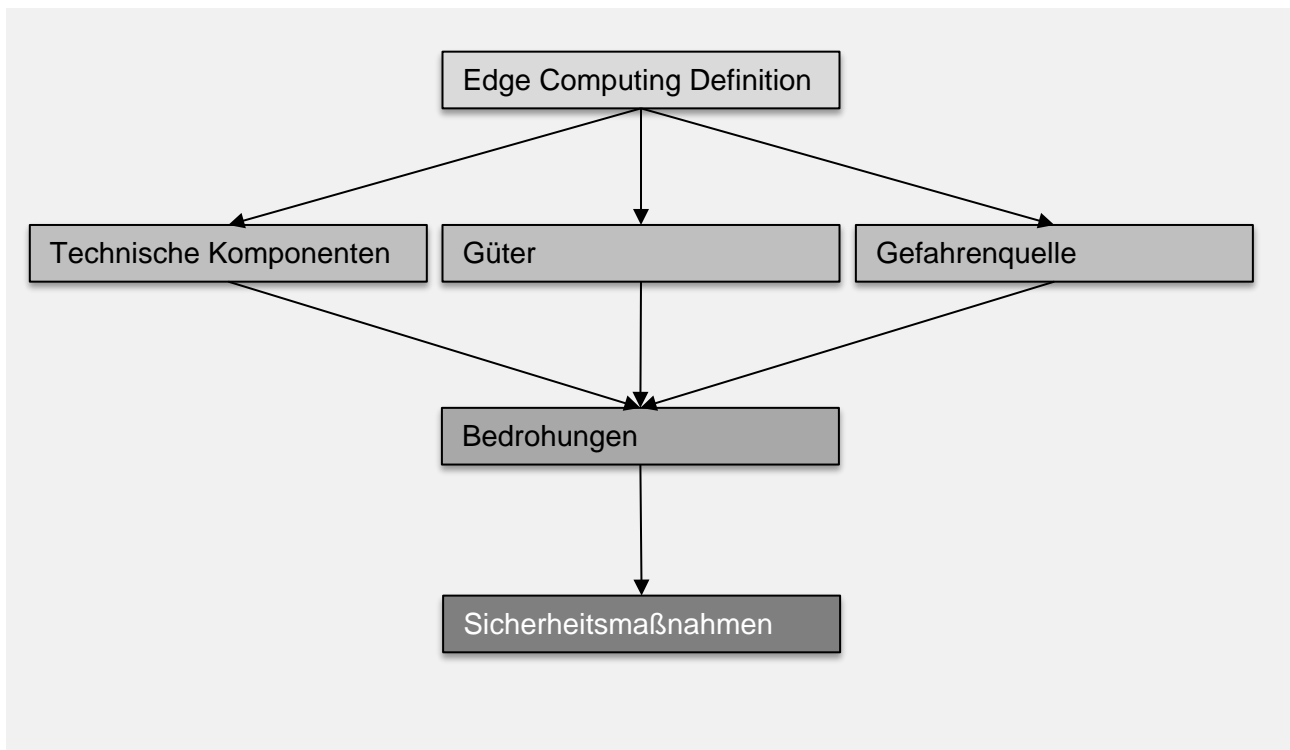 Edge Computing Definition
Technische Komponenten
Güter
Gefahrenquelle
Bedrohungen
Sicherheitsmaßnahmen